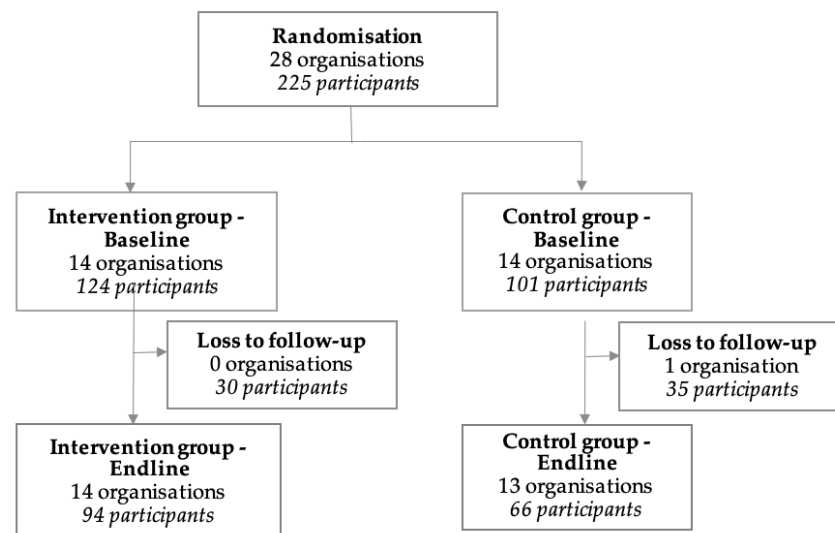 Randomisation
28 organisations
225 participants
Intervention group -
Baseline
14 organisations
124 participants
Control group -
Baseline
14 organisations
101 participants
Loss to follow-up
0 organisations
30 participants
Loss to follow-up
1 organisation
35 participants
Intervention group -
Endline
14 organisations
94 participants
Control group -
Endline
13 organisations
66 participants